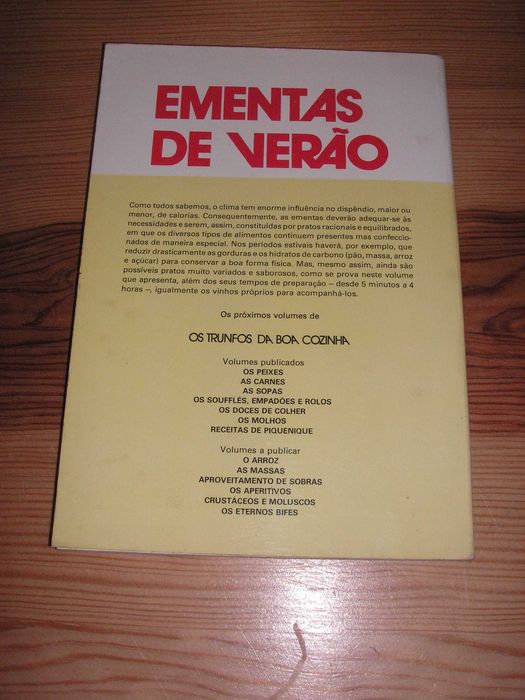 EMENTAS
DE VERÃO
Como todos sabemos, o clima tem enorme influência no dispêndio, maior ou
menor, de calorias. Consequentemente, as ementas deverão adequar-se às
necessidades e serem, assim, constituídas por pratos racionais e equilibrados,
em que os diversos tipos de alimentos continuem presentes mas confeccio-
nados de maneira especial. Nos períodos estivais haverá, por exemplo, que
reduzir drasticamente as gorduras e os hidratos de carbono (pão, massa, arroz
e açúcar) para conservar a boa forma física. Mas, mesmo assim, ainda são
possíveis pratos muito variados e saborosos, como se prova neste volume
que apresenta, além dos seus tempos de preparação – desde 5 minutos a 4
horas –, igualmente os vinhos próprios para acompanhá-los.
Os próximos volumes de
OS TRUNFOS DA BOA COZINHA
Volumes publicados
OS PEIXES
AS CARNES
AS SOPAS
OS SOUFFLÉS, EMPADÕES E ROLOS
OS DOCES DE COLHER
OS MOLHOS
RECEITAS DE PIQUENIQUE
Volumes a publicar
O ARROZ
AS MASSAS
APROVEITAMENTO DE SOBRAS
OS APERITIVOS
CRUSTÁCEOS E MOLUSCOS
OS ETERNOS BIFES